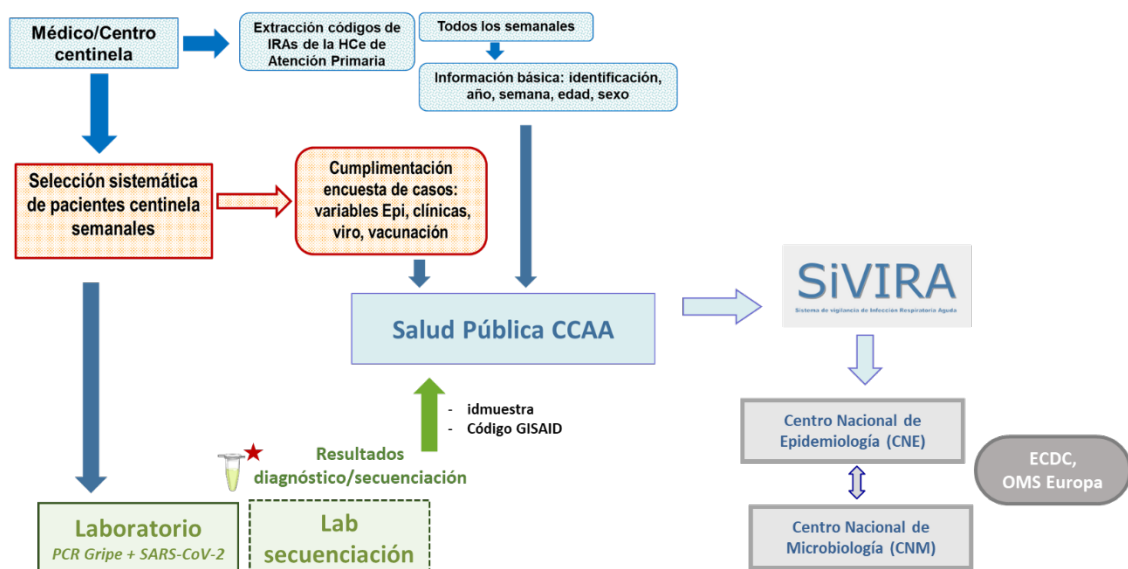 Médico/Centro
centinela
Extracción códigos de
IRAs de la HCe de
Atención Primaria
Todos los semanales
Información básica: identificación,
año, semana, edad, sexo
Selección sistemática
de pacientes centinela
semanales
Cumplimentación
encuesta de casos:
variables Epi, clínicas,
viro, vacunación
Salud Pública CCAA
SiVIRA
Sistema de vigilancia de Infección Respiratoria Aguda
- idmuestra
- Código GISAID
Resultados
diagnóstico/secuenciación
Laboratorio
PCR Gripe + SARS-CoV-2
Lab
secuenciación
Centro Nacional de
Epidemiología (CNE)
ECDC,
OMS Europa
Centro Nacional de
Microbiología (CNM)